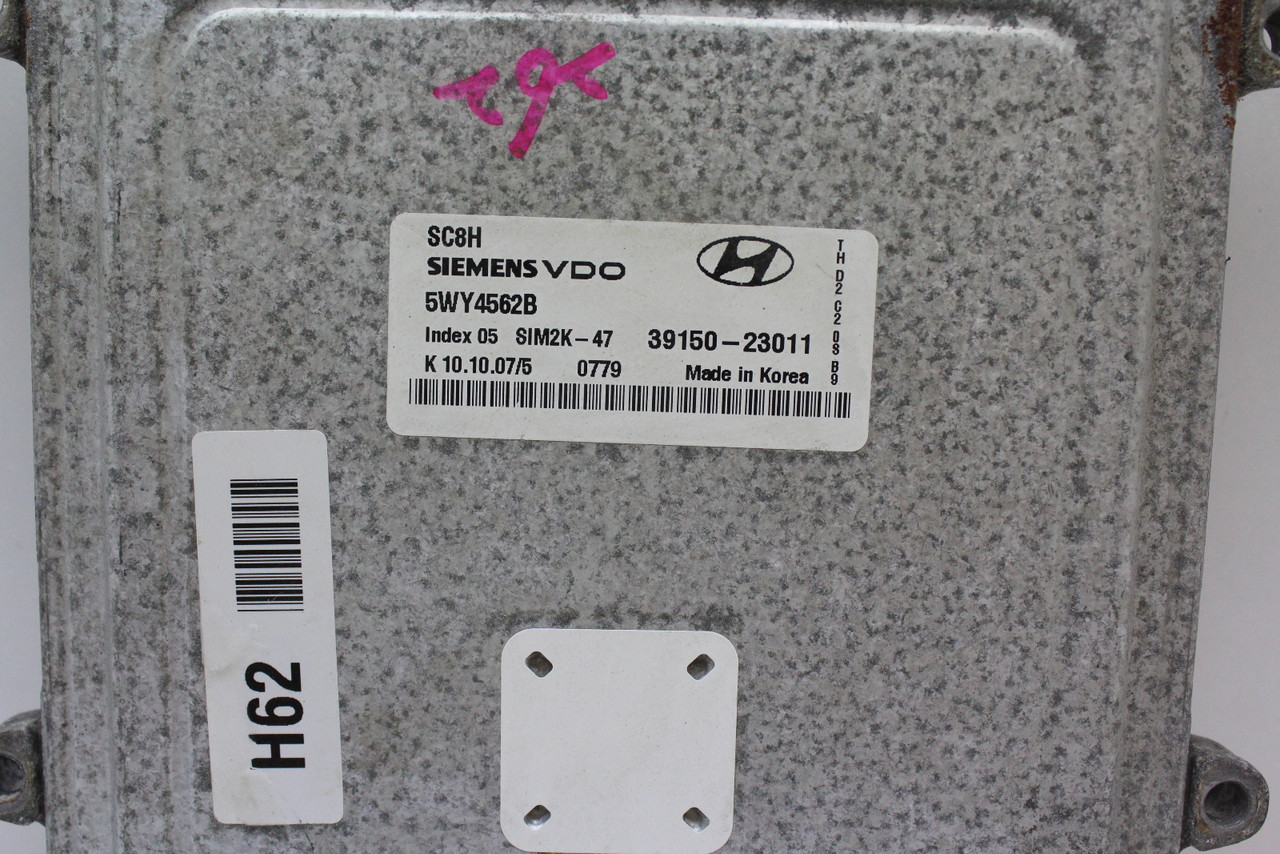 SC8H
SIEMENS VDO
5WY4562B
Index 05 SIM2K-47 39150-23011
K 10.10.07/5 0779 Made in Korea
TH D2 C2 08 B9
H62